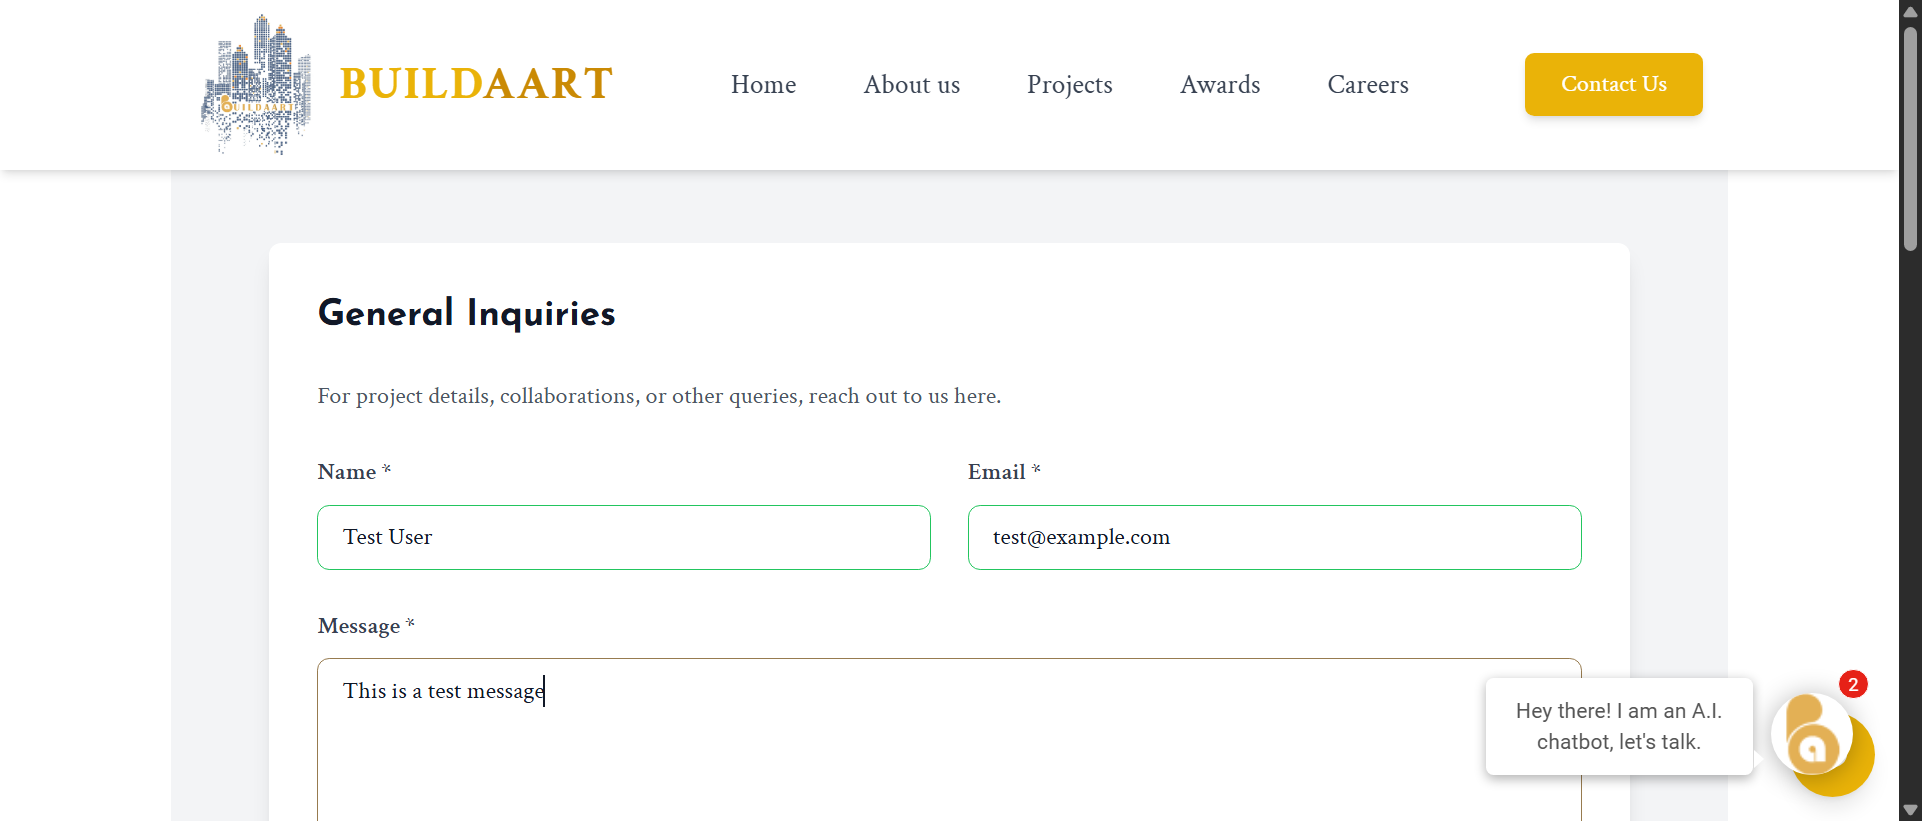 BUILDAART
BUILDAART
Home
About us
Projects
Awards
Careers
Contact Us
General Inquiries
For project details, collaborations, or other queries, reach out to us here.
Name *
Email *
Test User
test@example.com
Message *
This is a test message
2
Hey there! I am an A.I.
chatbot, let's talk.
ba